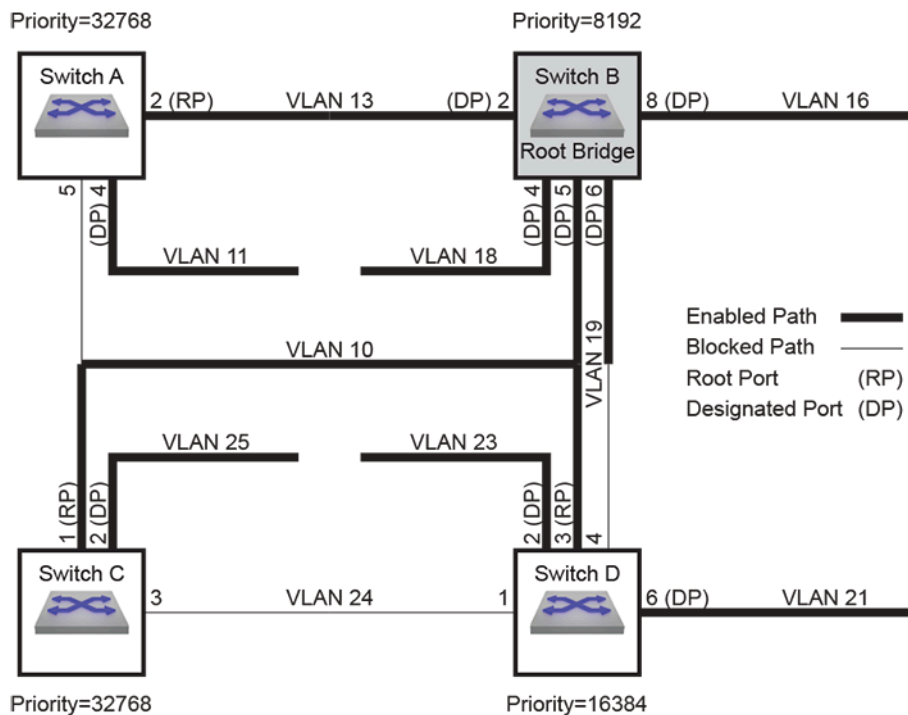 Priority=32768
Priority=8192
Switch A
Switch B
2 (RP)
VLAN 13
(DP) 2
8 (DP)
VLAN 16
Root Bridge
5
(DP) 4
(DP) 4
(DP) 5
(DP) 6
VLAN 11
VLAN 18
VLAN 19
Enabled Path
VLAN 10
Blocked Path
Root Port (RP)
Designated Port (DP)
VLAN 25
VLAN 23
1 (RP)
2 (DP)
2 (DP)
3 (RP)
4
Switch C
Switch D
3
VLAN 24
1
6 (DP)
VLAN 21
Priority=32768
Priority=16384